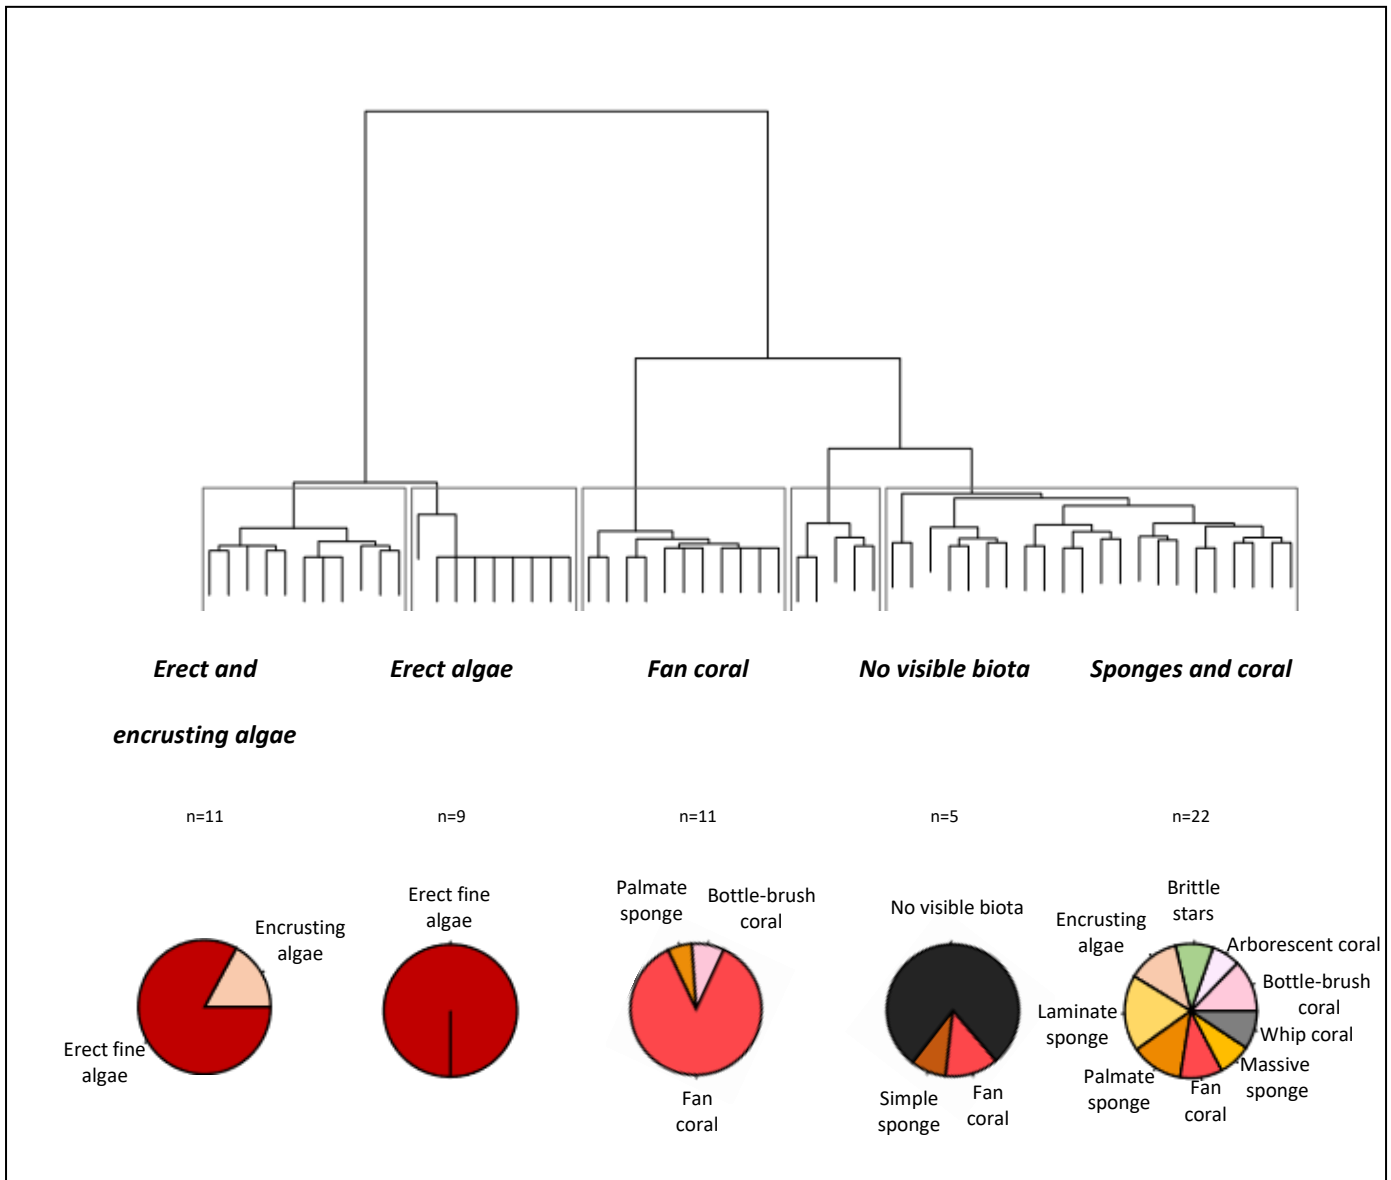 Erect and
encrusting algae
Erect algae
Fan coral
No visible biota
Sponges and coral
n=11
n=9
n=11
n=5
n=22
Encrusting
algae
Erect fine
algae
Erect fine
algae
Palmate
sponge
Bottle-brush
coral
Fan
coral
No visible biota
Simple
sponge
Fan
coral
Brittle
stars
Encrusting
algae
Arborescent coral
Bottle-brush
coral
Laminate
sponge
Whip coral
Massive
sponge
Palmate
sponge
Fan
coral